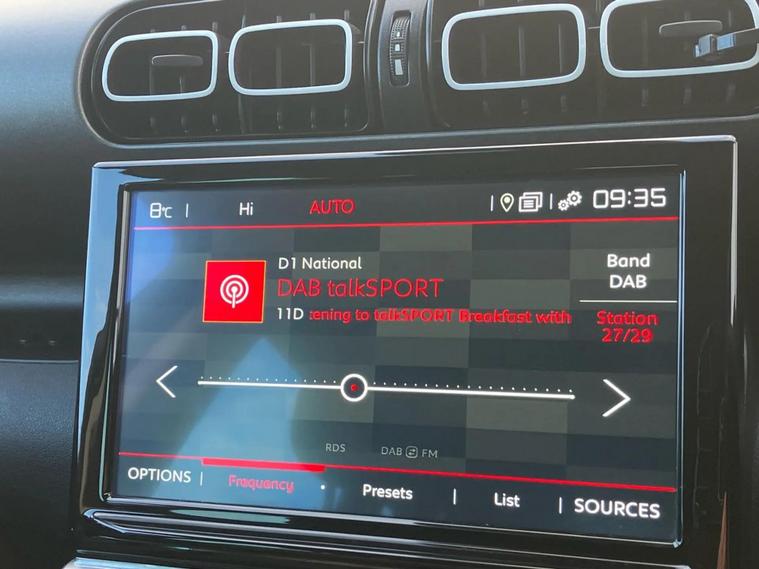 8°C | Hi AUTO | | 09:35
D1 National
DAB talkSPORT
11D :ening to talkSPORT Breakfast with
Band
DAB
Station
27/29
RDS DAB FM
OPTIONS | Frequency Presets | List | SOURCES